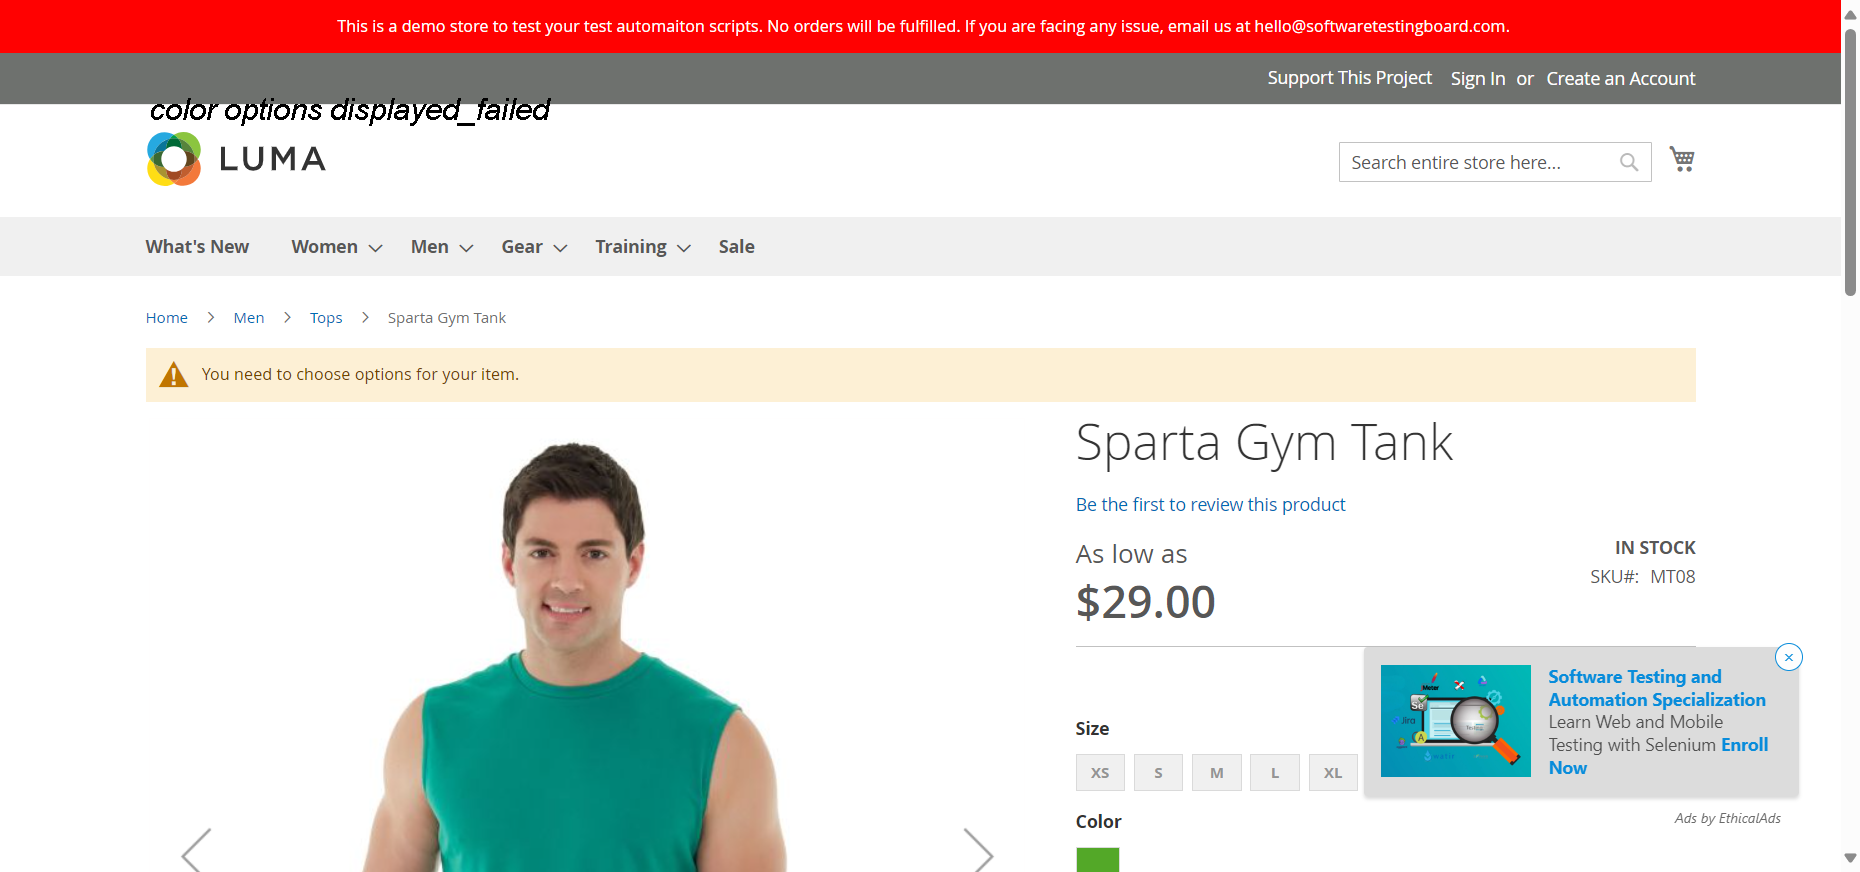 This is a demo store to test your test automaiton scripts. No orders will be fulfilled. If you are facing any issue, email us at hello@softwaretestingboard.com.
Support This Project Sign In or Create an Account
color options displayed_failed
LUMA
Search entire store here...
What's New Women Men Gear Training Sale
Home > Men > Tops > Sparta Gym Tank
You need to choose options for your item.
Sparta Gym Tank
Be the first to review this product
As low as
$29.00
IN STOCK
SKU#: MT08
Size
XS S M L XL
Color
Software Testing and
Automation Specialization
Learn Web and Mobile
Testing with Selenium Enroll
Now
Ads by EthicalAds